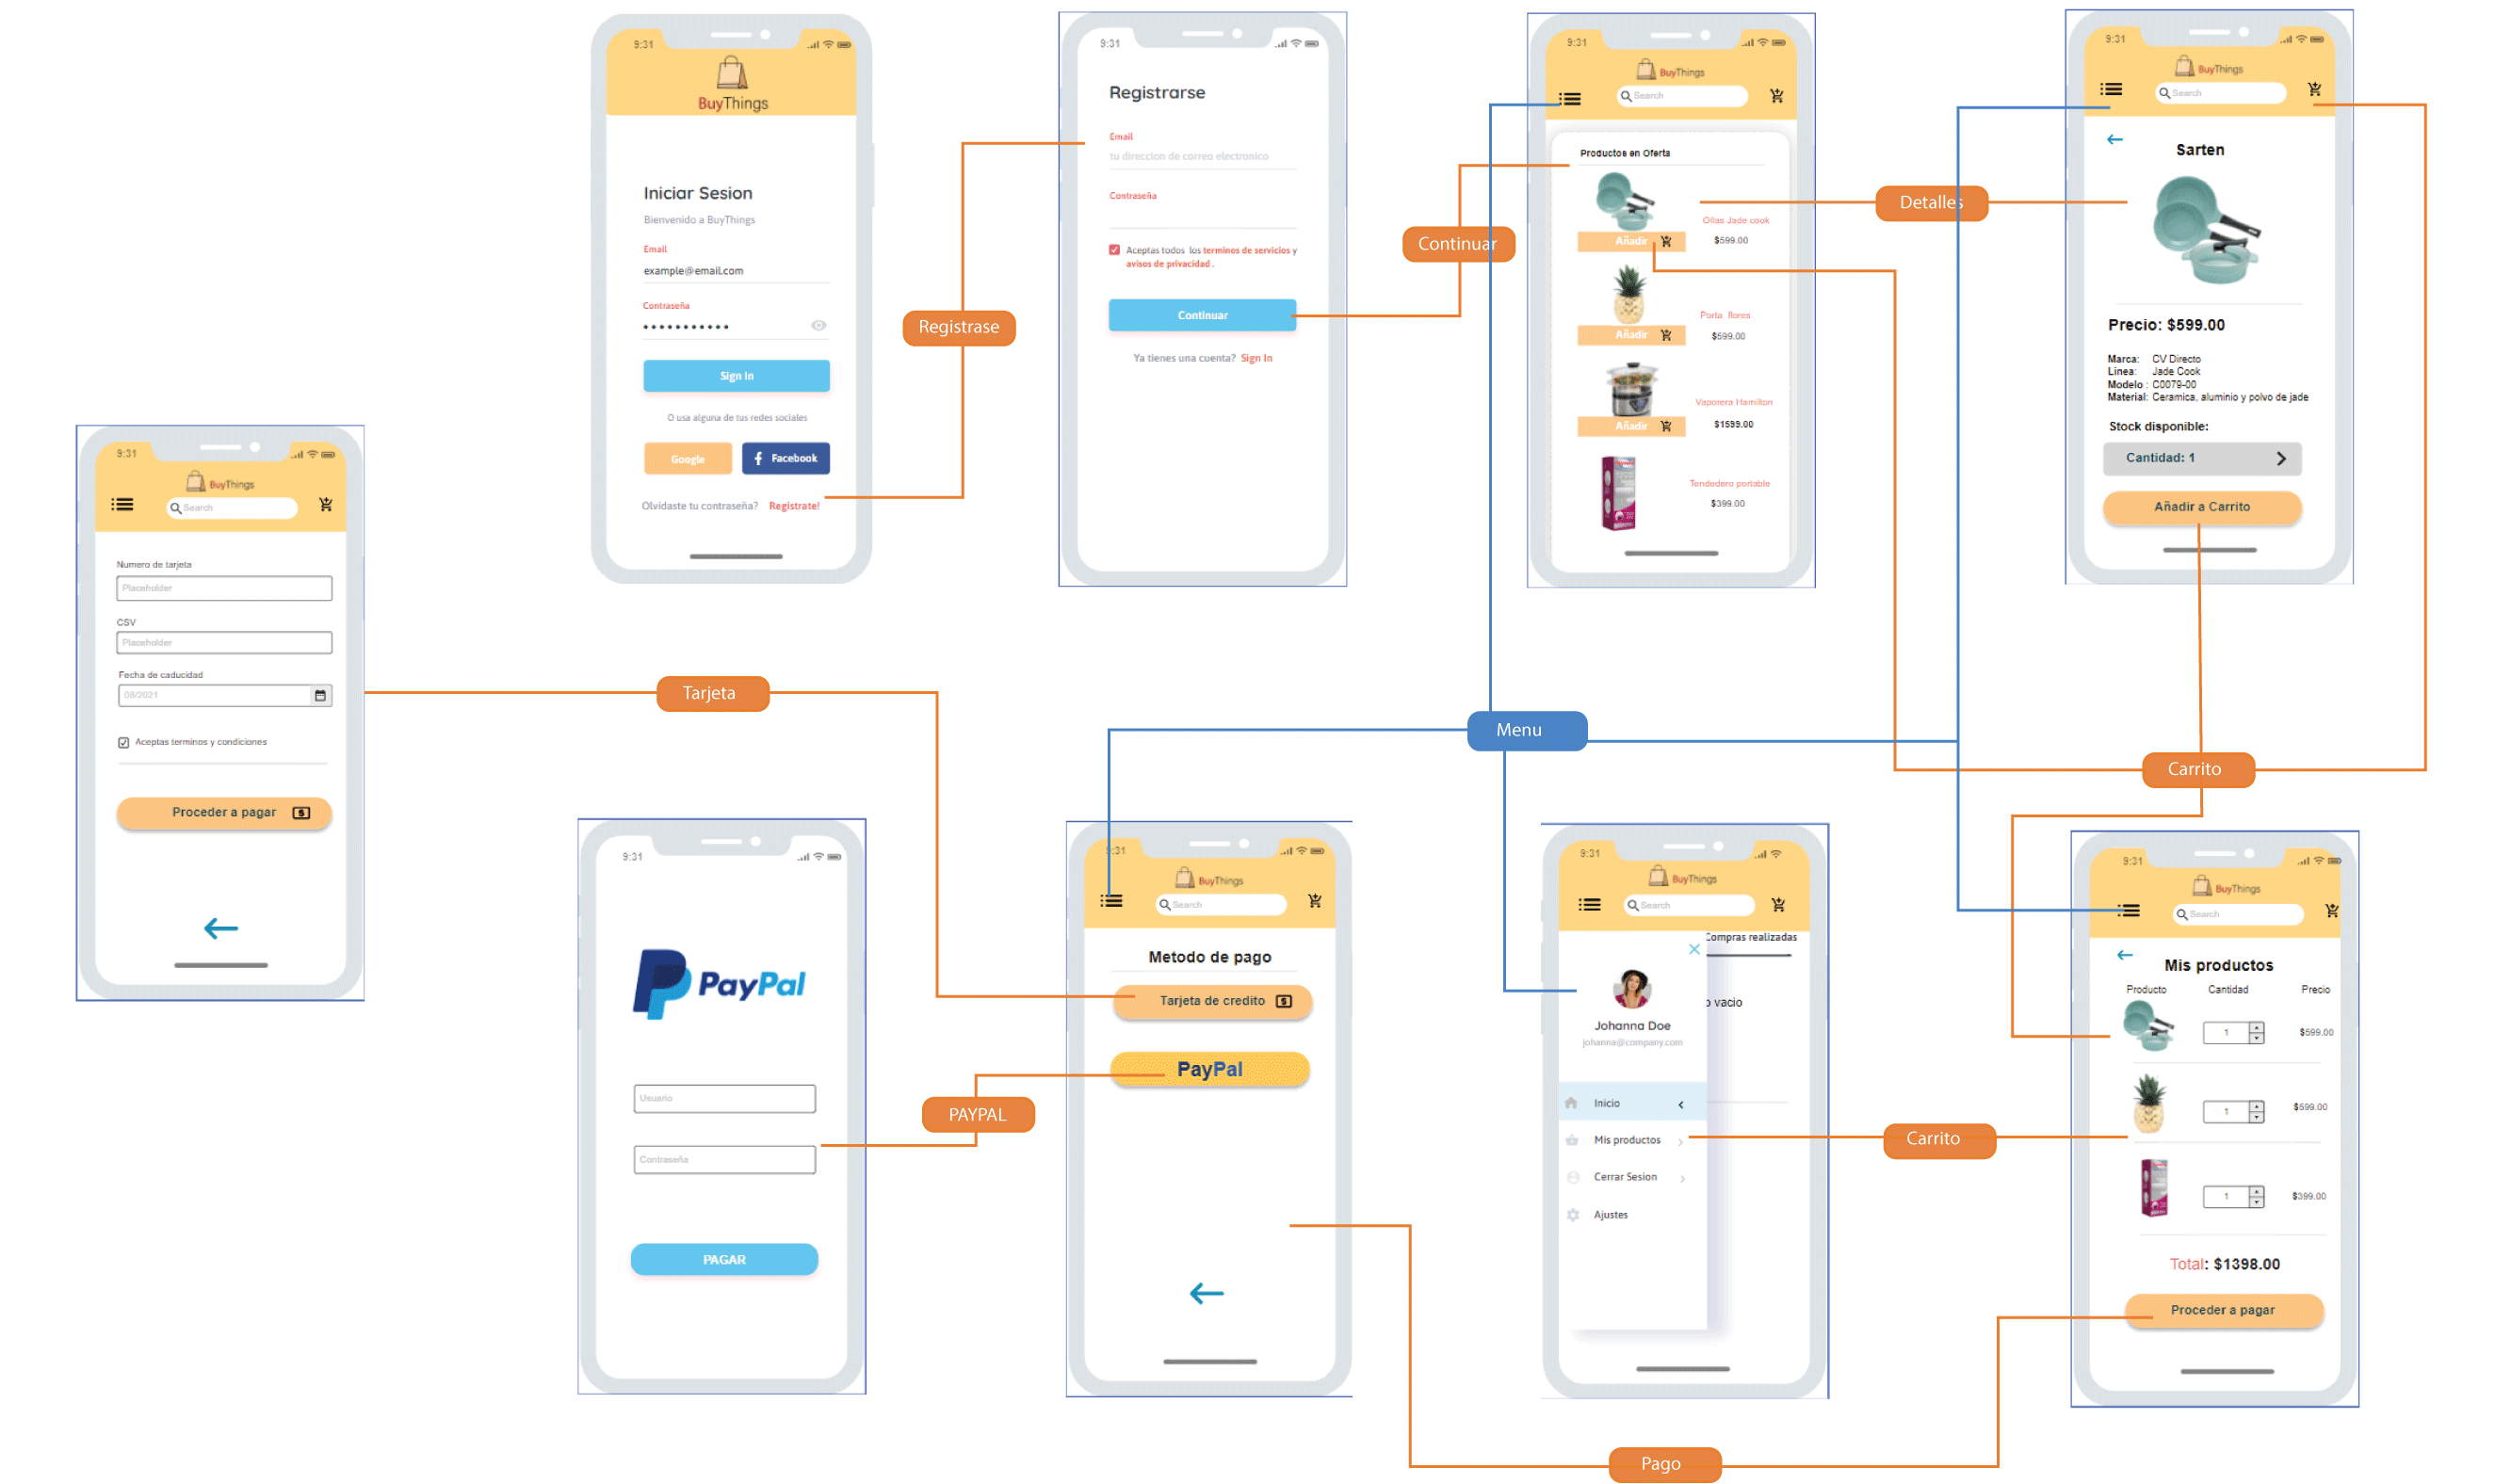 9:31
BuyThings
Iniciar Sesion
Bienvenido a BuyThings
Email
example@email.com
Contraseña
Sign In
O usa alguna de tus redes sociales
Google
Facebook
Olvidaste tu contraseña? Registrate!
Registrase
9:31
Registrarse
Email
tu direccion de correo electronico
Contraseña
Aceptas todos los terminos de servicios y
avisos de privacidad .
Continuar
Ya tienes una cuenta? Sign In
Continuar
9:31
BuyThings
Search
Productos en Oferta
Ollas Jade cook
Añadir
$599.00
Porta flores
Añadir
$599.00
Vaporera Hamilton
Añadir
$1599.00
Tendedero portable
$399.00
Detalles
9:31
BuyThings
Search
Sarten
Precio: $599.00
Marca: CV Directo
Linea: Jade Cook
Modelo : C0079-00
Material: Ceramica, aluminio y polvo de jade
Stock disponible:
Cantidad: 1
Añadir a Carrito
9:31
BuyThings
Search
Numero de tarjeta
Placeholder
CSV
Placeholder
Fecha de caducidad
08/2021
Aceptas terminos y condiciones
Proceder a pagar
Tarjeta
Menu
Carrito
9:31
PayPal
Usuario
Contraseña
PAGAR
PAYPAL
:31
BuyThings
Search
Metodo de pago
Tarjeta de credito
PayPal
9:31
BuyThings
Search
Compras realizadas
o vacio
Johanna Doe
johanna@company.com
Inicio
Mis productos
Cerrar Sesion
Ajustes
Carrito
9:31
BuyThings
Search
Mis productos
Producto Cantidad Precio
1 $599.00
1 $599.00
1 $399.00
Total: $1398.00
Proceder a pagar
Pago